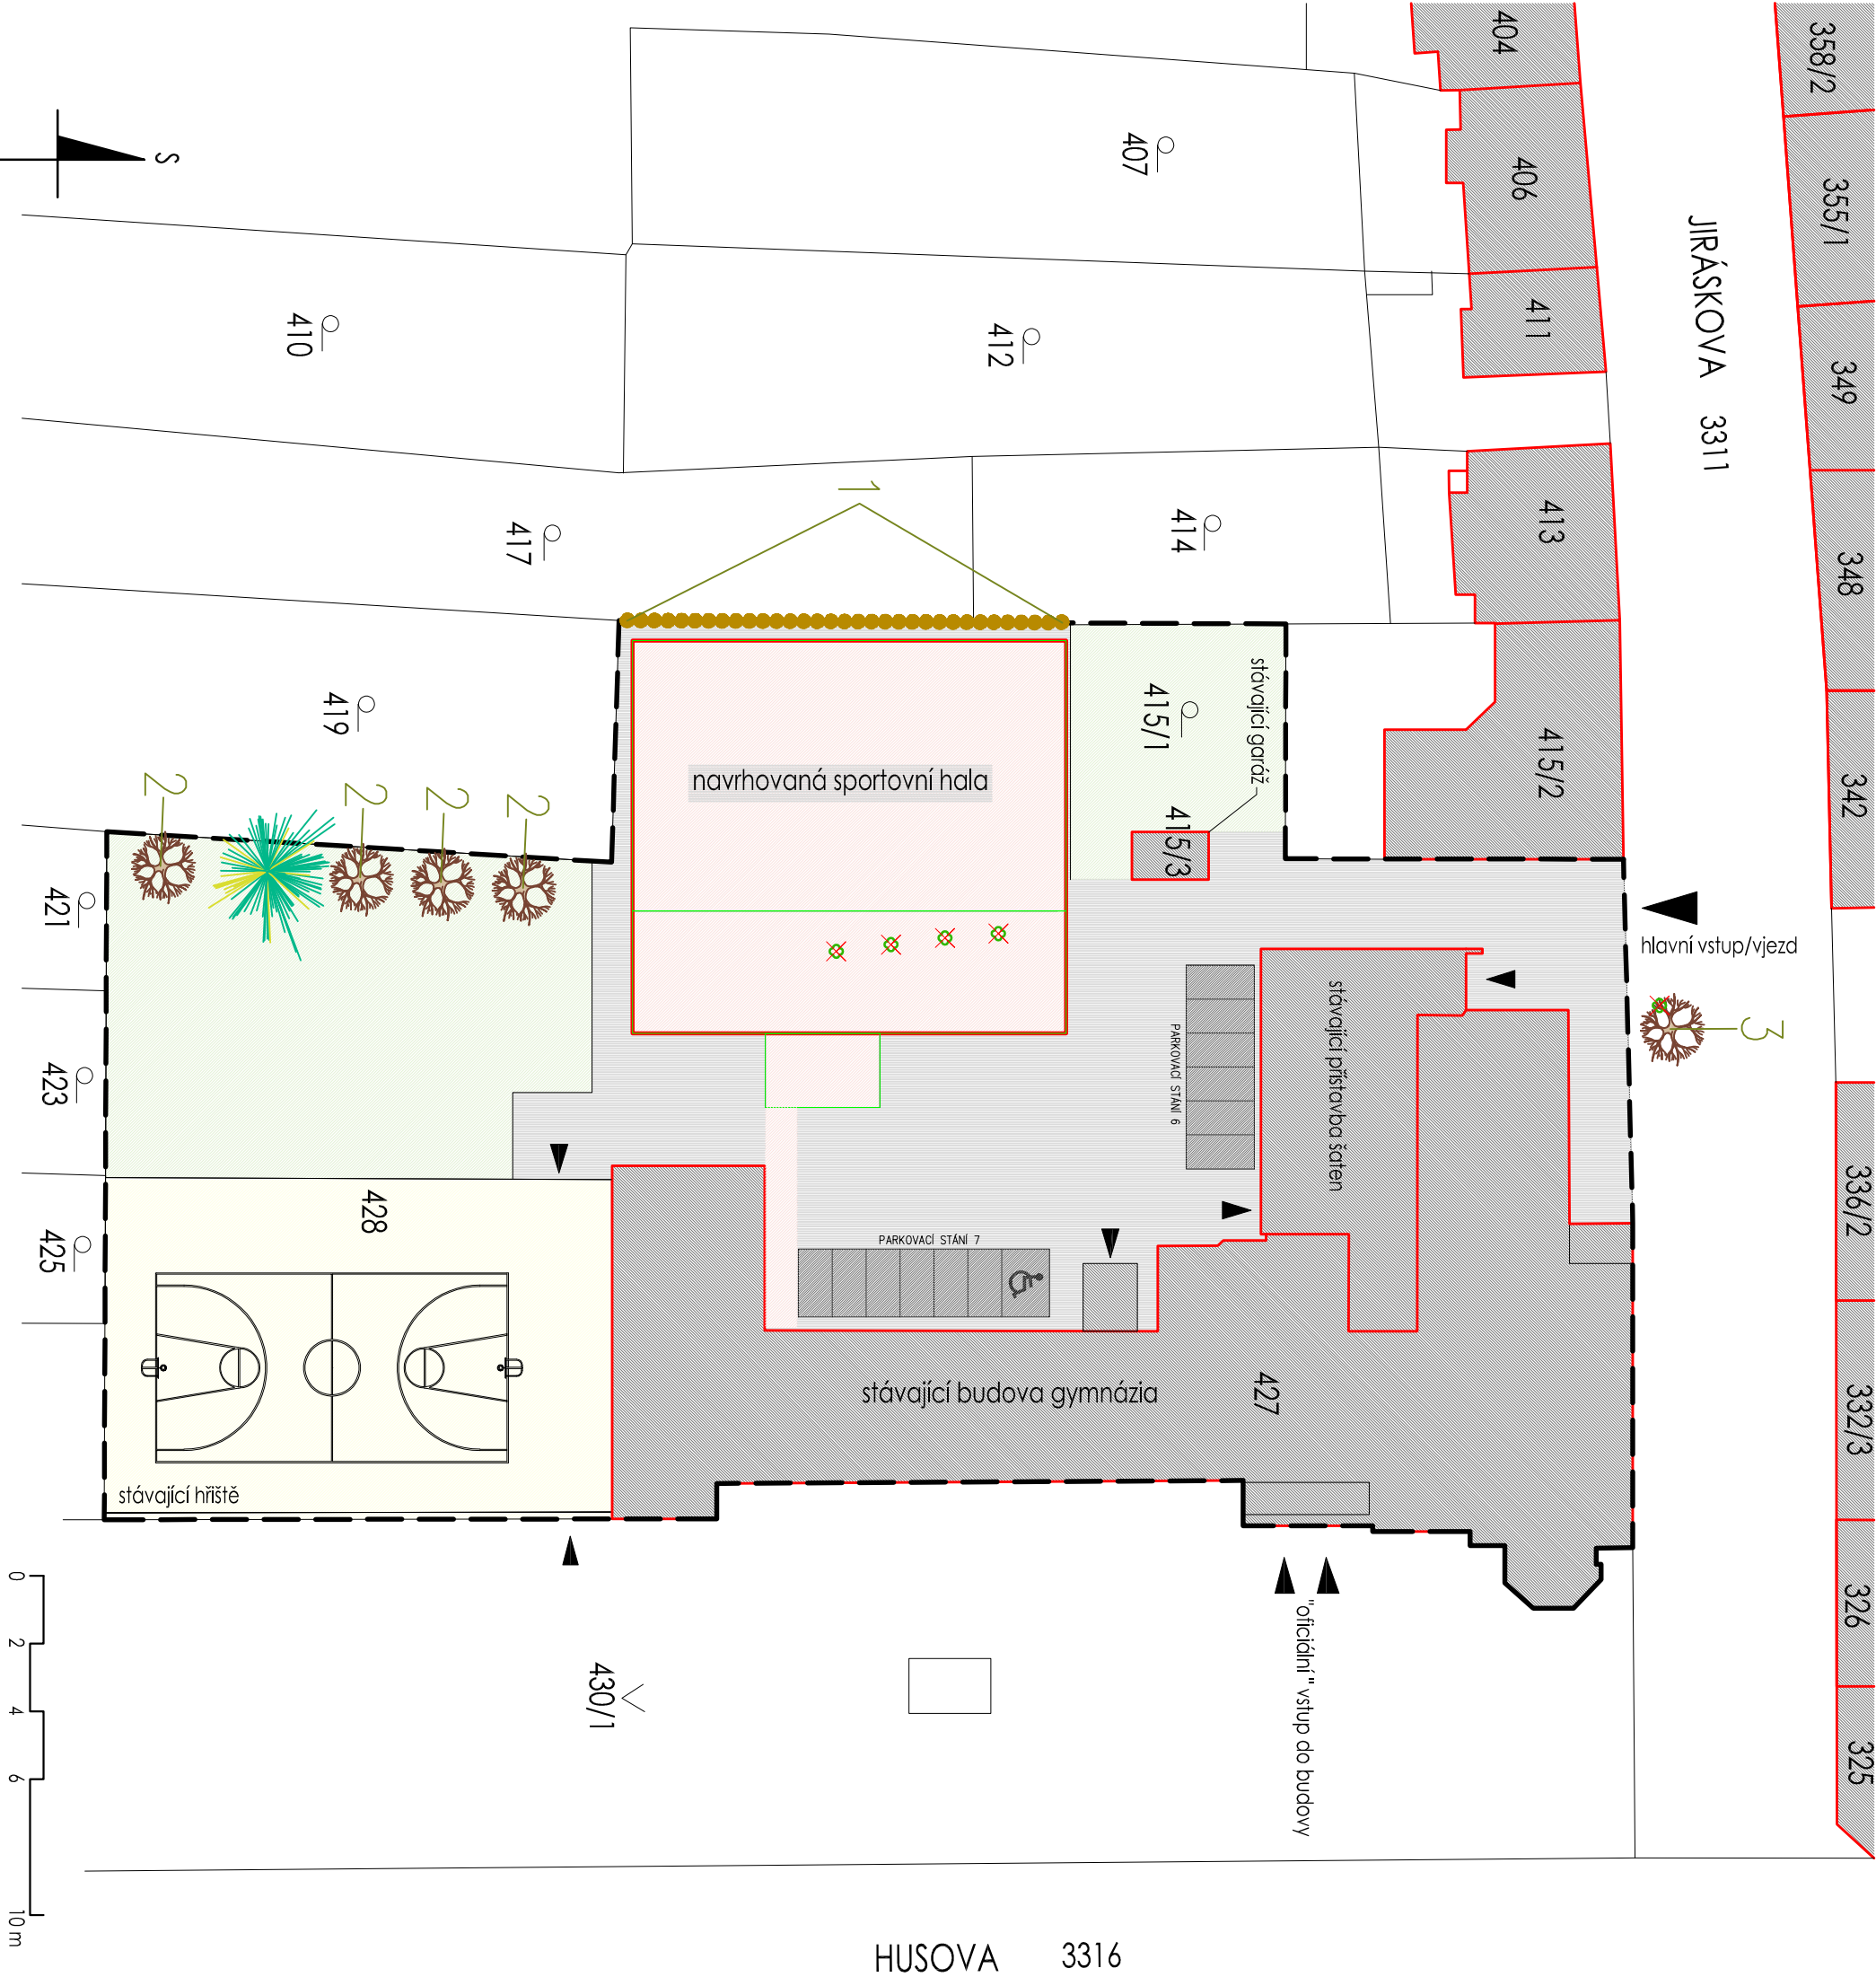 404
358/2
406
355/1
407
S
JIRÁSKOVA 3311
411
349
410
412
413
348
1
417
414
415/2
342
stávající garáž
415/1
419
navrhovaná sportovní hala
415/3
2
2
2
2
421
hlavní vstup/vjezd
3
423
PARKOVACÍ STÁNÍ 6
stávající přístavba šaten
336/2
428
425
PARKOVACÍ STÁNÍ 7
427
stávající budova gymnázia
332/3
stávající hřiště
326
"oficiální" vstup do budovy
430/1
325
0 2 4 6 10 m
HUSOVA 3316